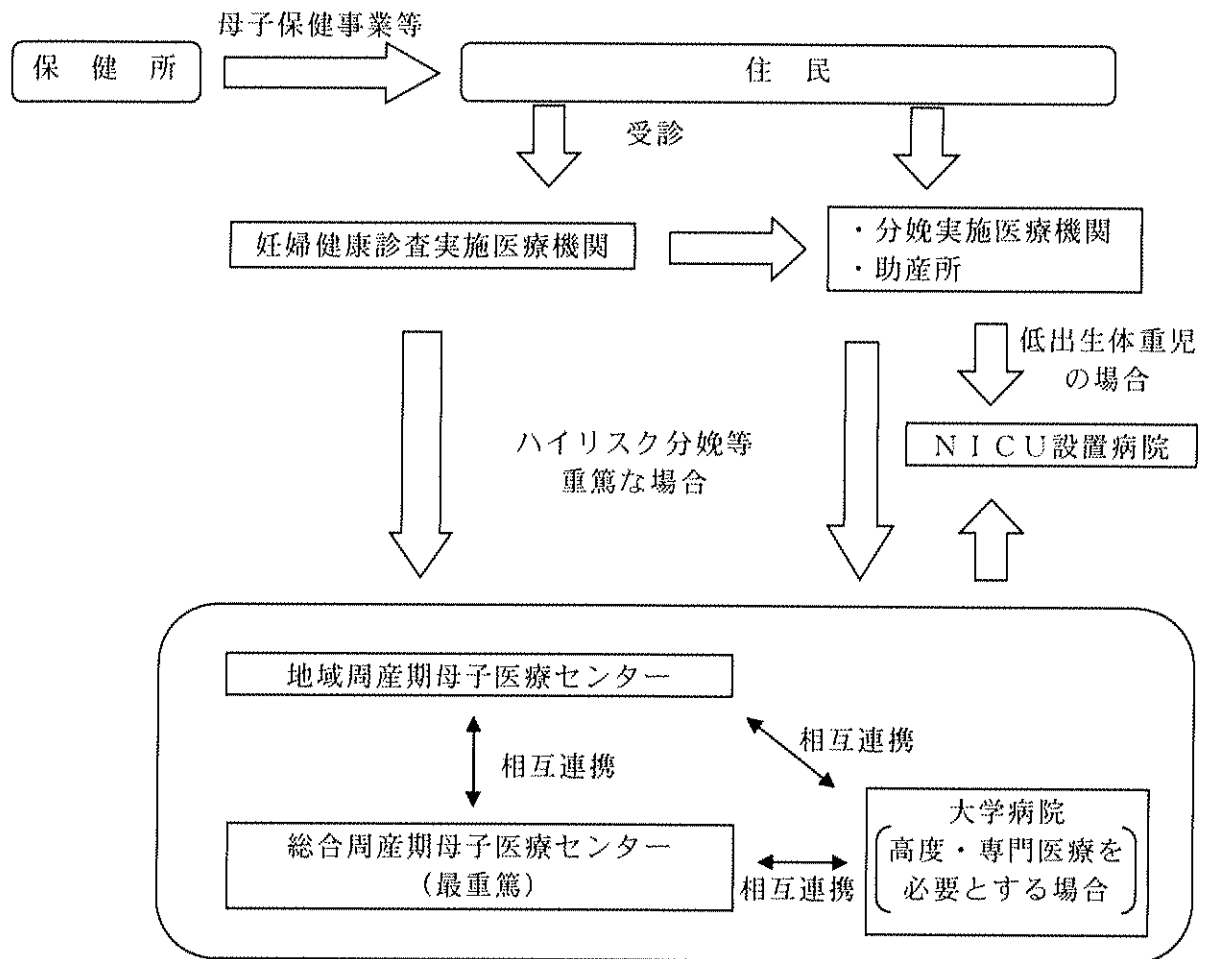 母子保健事業等
保 健 所
住 民
受診
妊婦健康診査実施医療機関
・分娩実施医療機関
・助産所
低出生体重児
の場合
ハイリスク分娩等
重篤な場合
NICU設置病院
地域周産期母子医療センター
相互連携
相互連携
総合周産期母子医療センター
(最重篤)
相互連携
大学病院
高度・専門医療を
必要とする場合